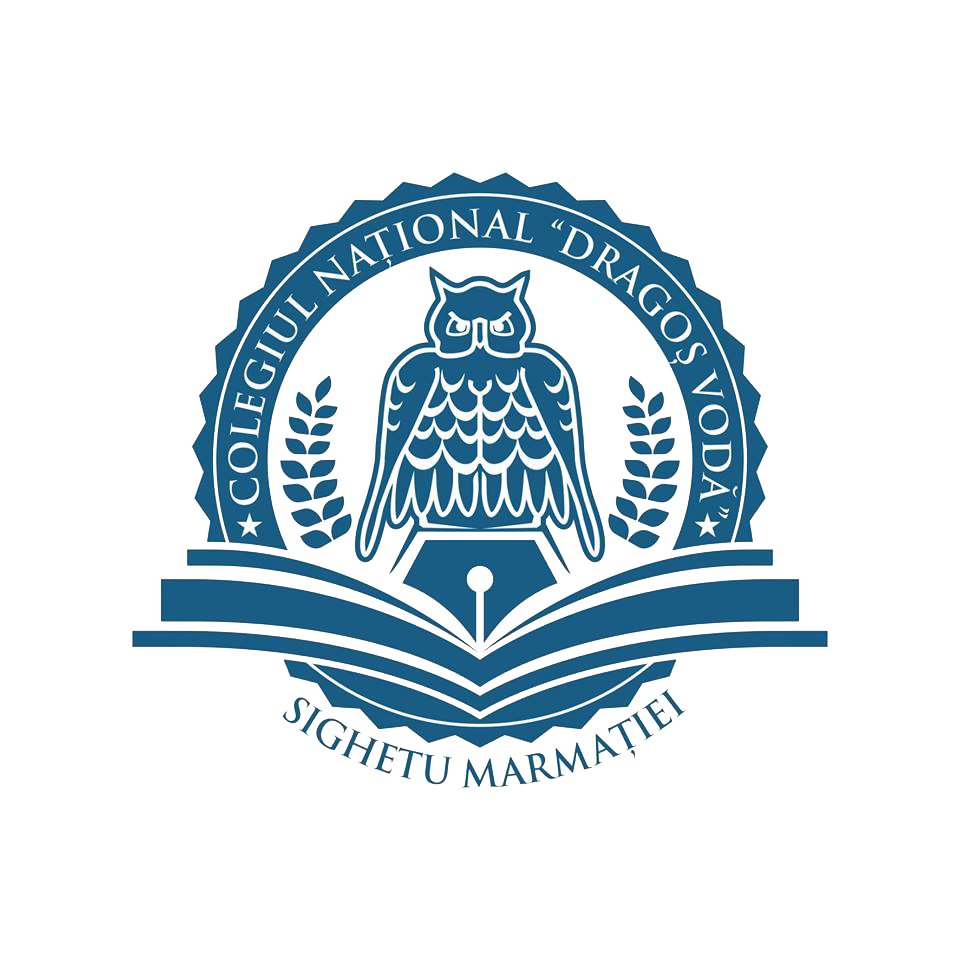 COLEGIUL NAȚIONAL “DRAGOȘ VODĂ”
SIGHETU MARMAȚIEI